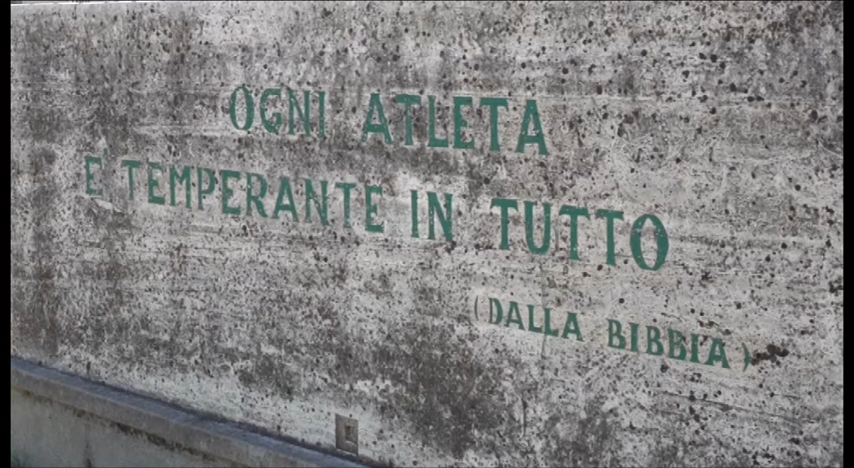 OGNI ATLETA
E TEMPERANTE IN TUTTO
(DALLA BIBBIA)